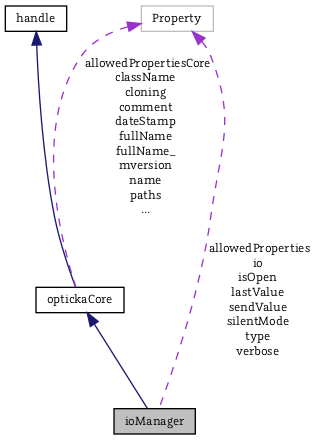 handle
Property
allowedPropertiesCore
className
cloning
comment
dateStamp
fullName
fullName_
mversion
name
paths
...
allowedProperties
io
isOpen
lastValue
sendValue
silentMode
type
verbose
optickaCore
ioManager